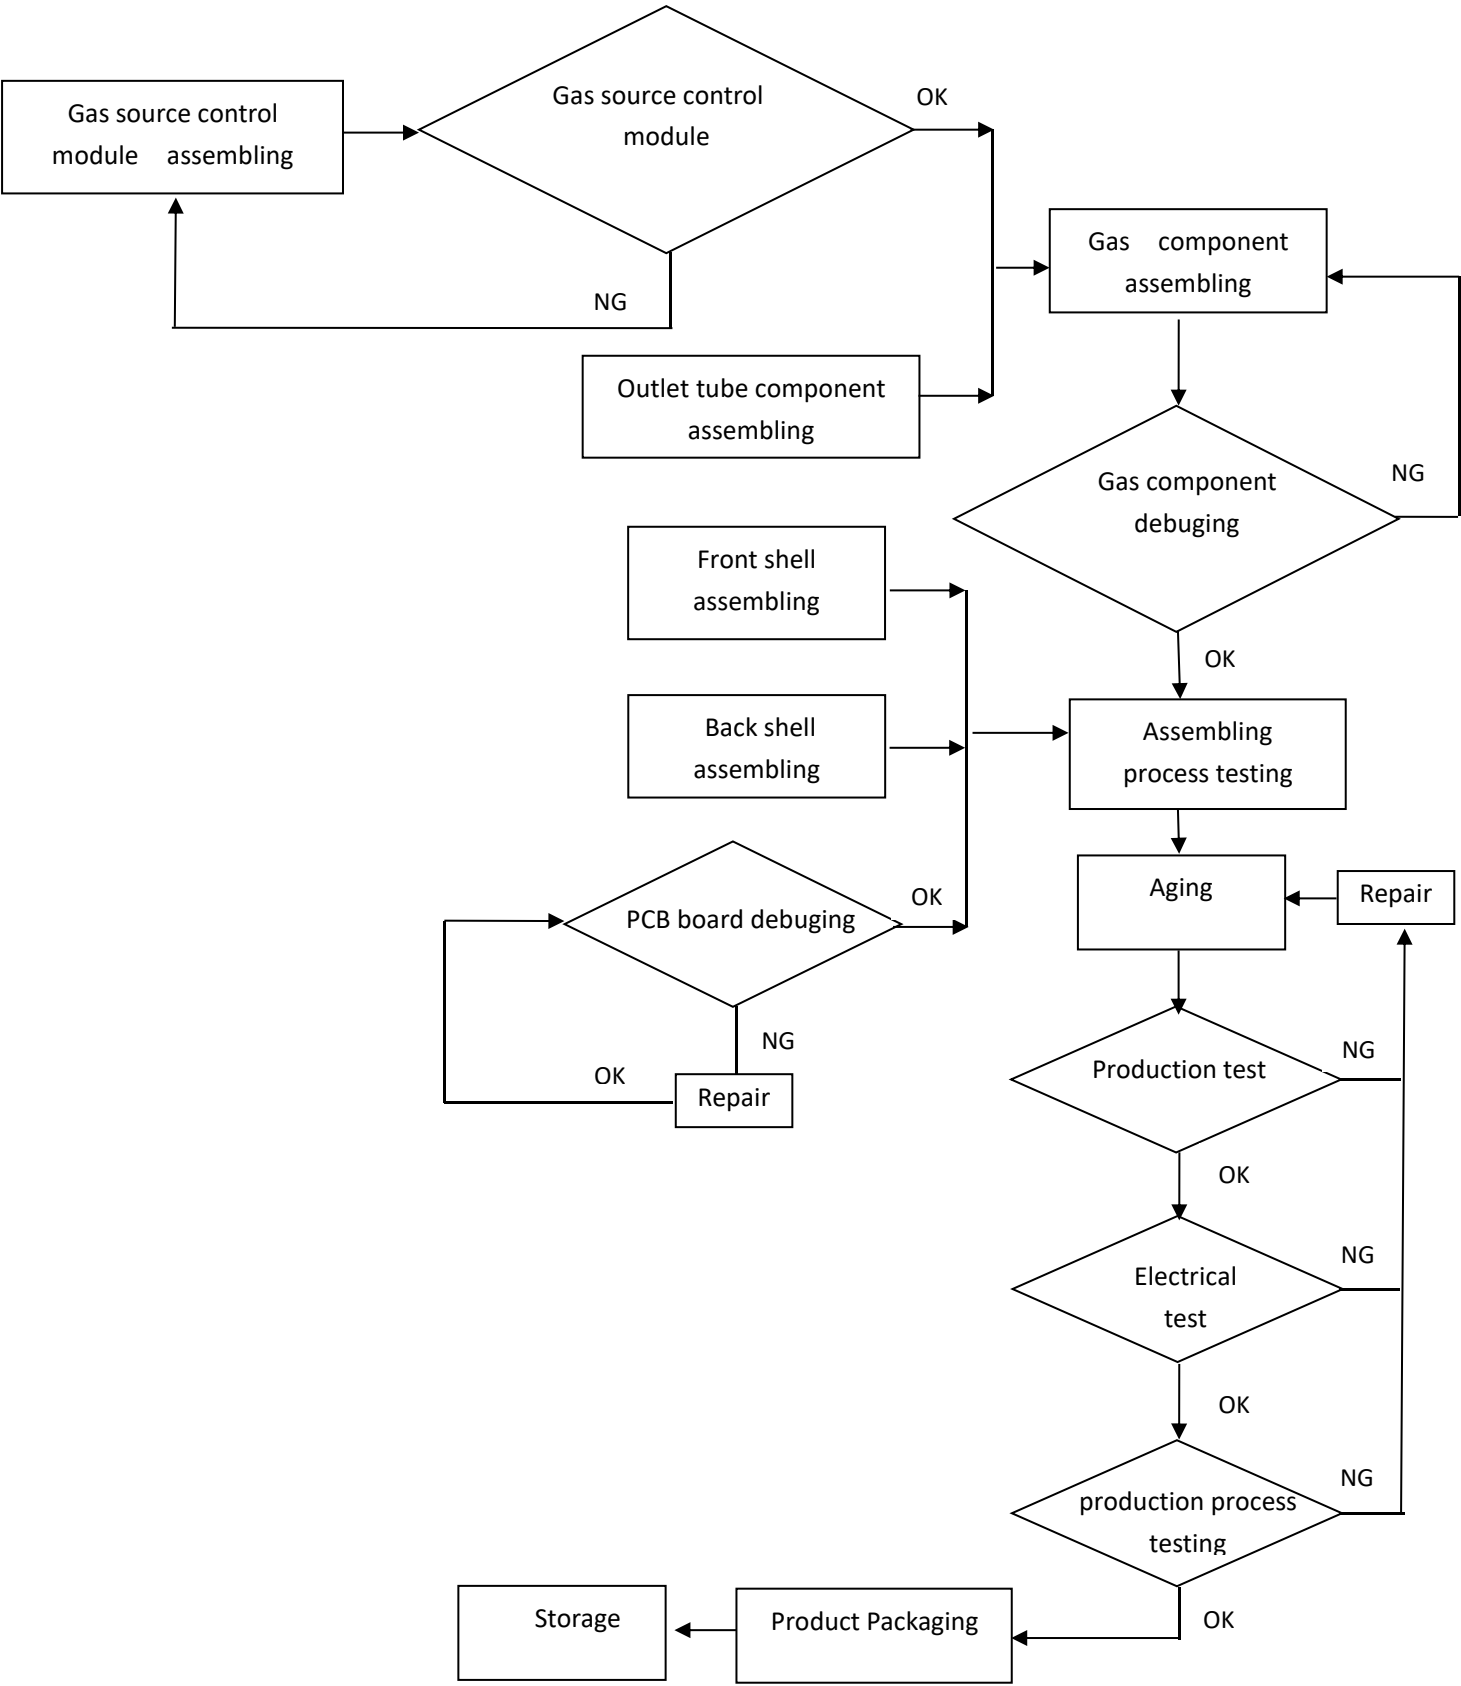 Gas source control
module assembling
Gas source control
module
OK
NG
Gas component
assembling
Outlet tube component
assembling
Gas component
debuging
NG
Front shell
assembling
OK
Back shell
assembling
Assembling
process testing
PCB board debuging
OK
Aging
Repair
NG
OK
Repair
Production test
NG
OK
Electrical
test
NG
OK
production process
testing
NG
OK
Product Packaging
Storage